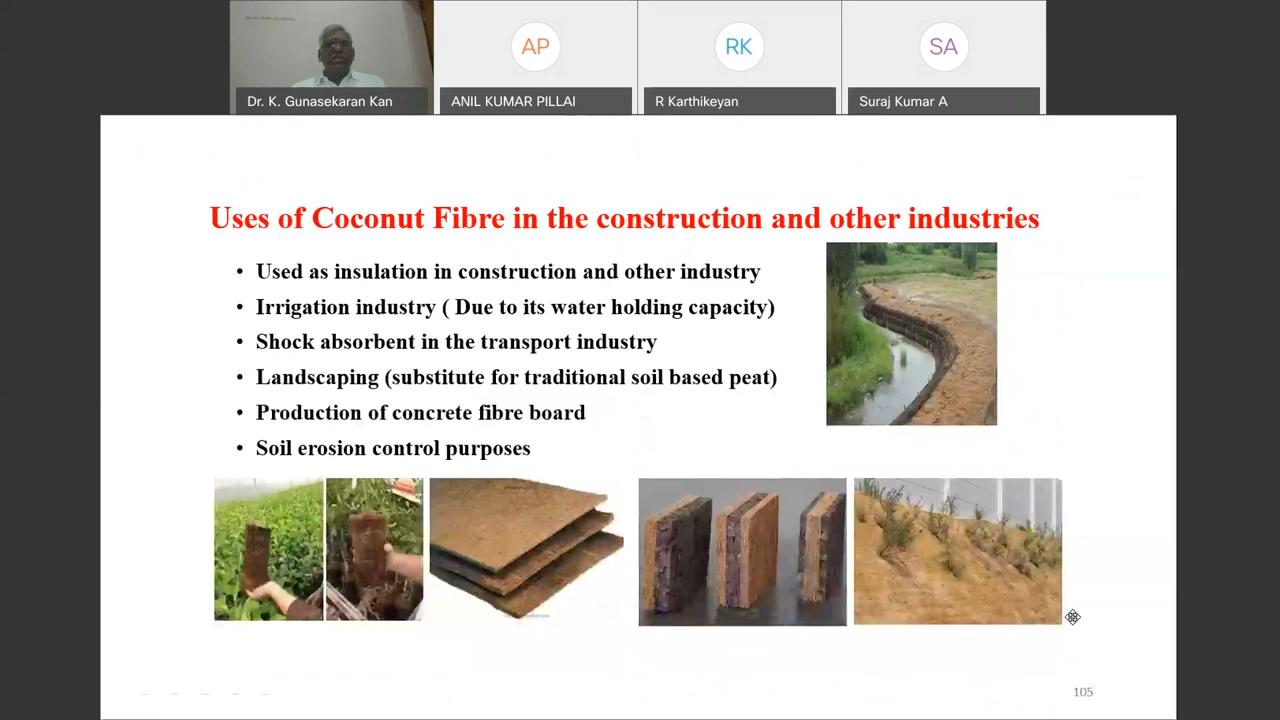 AP
RK
SA
Dr. K. Gunasekaran Kan
ANIL KUMAR PILLAI
R Karthikeyan
Suraj Kumar A
Uses of Coconut Fibre in the construction and other industries
• Used as insulation in construction and other industry
• Irrigation industry ( Due to its water holding capacity)
• Shock absorbent in the transport industry
• Landscaping (substitute for traditional soil based peat)
• Production of concrete fibre board
• Soil erosion control purposes
105